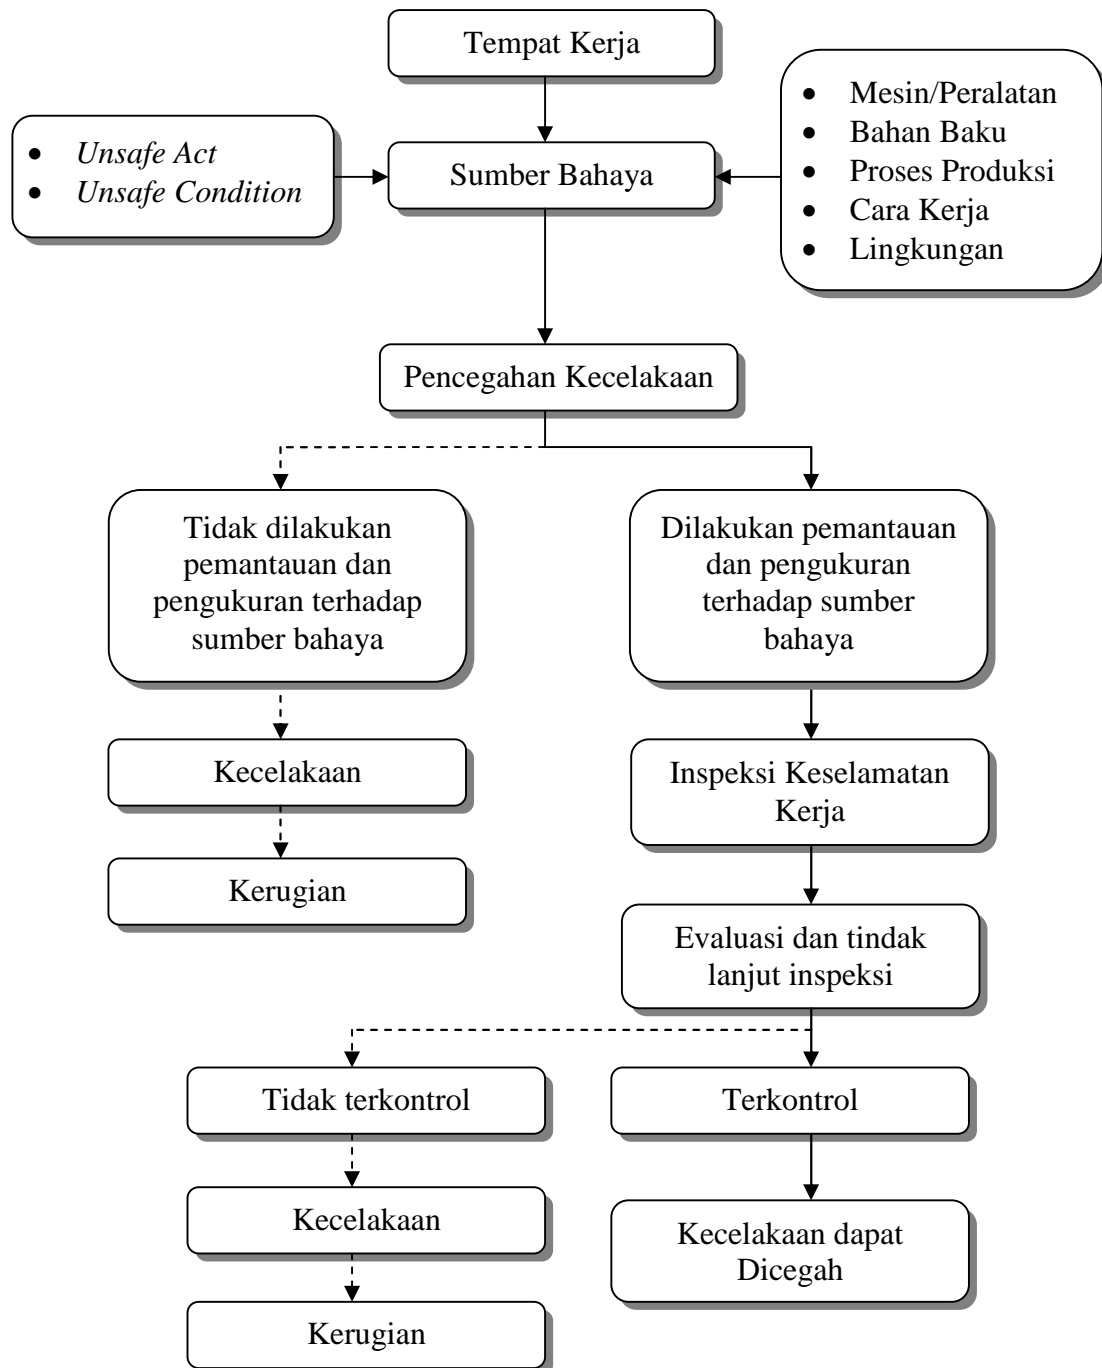 Tempat Kerja
• Unsafe Act
• Unsafe Condition
Sumber Bahaya
• Mesin/Peralatan
• Bahan Baku
• Proses Produksi
• Cara Kerja
• Lingkungan
Pencegahan Kecelakaan
Tidak dilakukan
pemantauan dan
pengukuran terhadap
sumber bahaya
Dilakukan pemantauan
dan pengukuran
terhadap sumber
bahaya
Kecelakaan
Inspeksi Keselamatan
Kerja
Kerugian
Evaluasi dan tindak
lanjut inspeksi
Tidak terkontrol
Terkontrol
Kecelakaan
Kecelakaan dapat
Dicegah
Kerugian